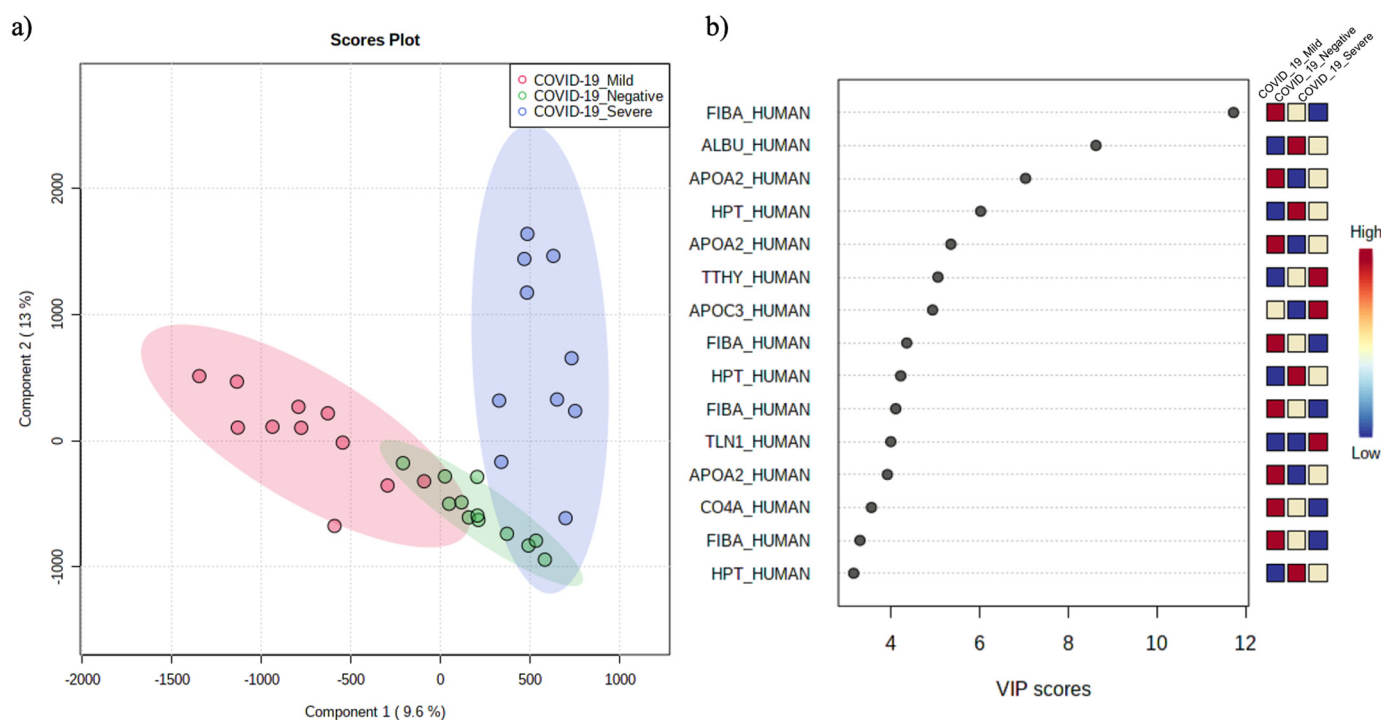 a)
Scores Plot
COVID-19_Mild
COVID-19_Negative
COVID-19_Severe
Component 2 ( 13 %)
2000
1000
0
-1000
-2000 -1500 -1000 -500 0 500 1000
Component 1 ( 9.6 %)
b)
COVID_19_Mild
COVID_19_Negative
COVID_19_Severe
FIBA_HUMAN
ALBU_HUMAN
APOA2_HUMAN
HPT_HUMAN
APOA2_HUMAN
TTHY_HUMAN
APOC3_HUMAN
FIBA_HUMAN
HPT_HUMAN
FIBA_HUMAN
TLN1_HUMAN
APOA2_HUMAN
CO4A_HUMAN
FIBA_HUMAN
HPT_HUMAN
4 6 8 10 12
VIP scores
High
Low